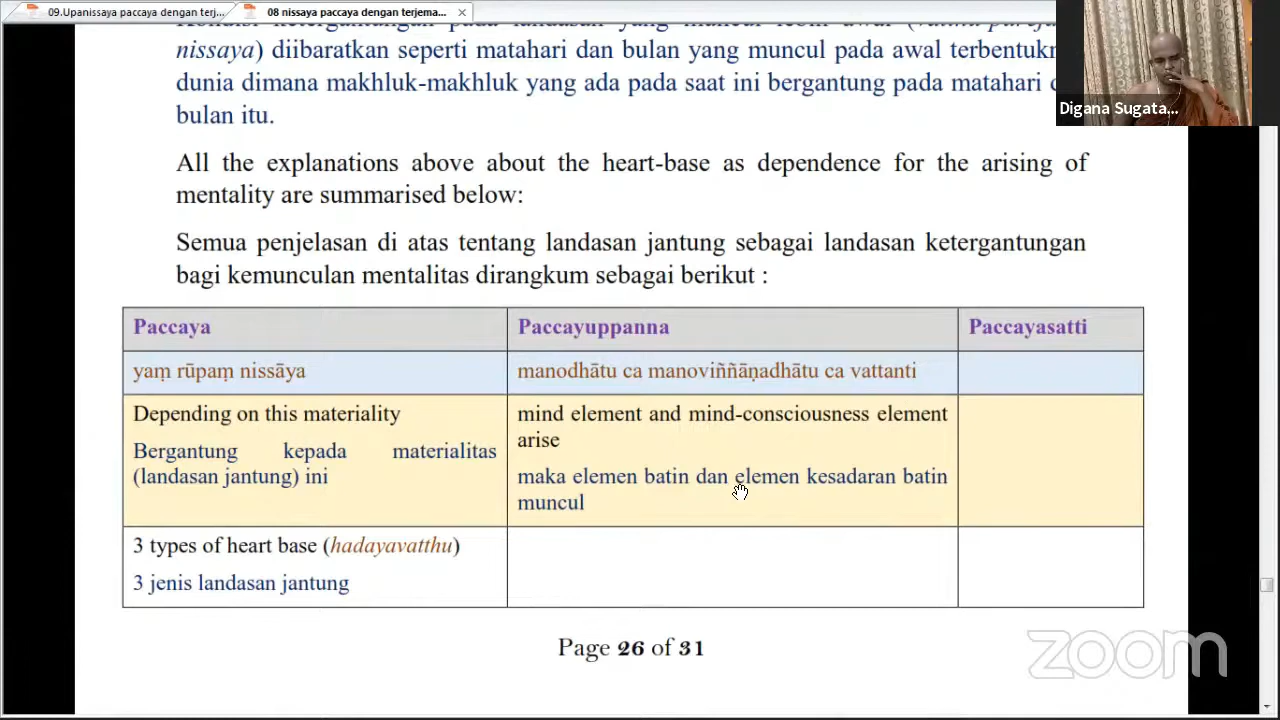 09.Upanissaya paccaya dengan terj...
08 nissaya paccaya dengan terjema...
nissaya) diibaratkan seperti matahari dan bulan yang muncul pada awal
dunia dimana makhluk-makhluk yang ada pada saat ini bergantung pada matahari
bulan itu.
Digana Sugata...
All the explanations above about the heart-base as dependence for the arising of
mentality are summarised below:
Semua penjelasan di atas tentang landasan jantung sebagai landasan ketergantungan
bagi kemunculan mentalitas dirangkum sebagai berikut :
Paccaya Paccayuppanna Paccayasatti
yaṃ rūpaṃ nissāya manodhātu ca manoviññāṇadhātu ca vattanti
Depending on this materiality
Bergantung kepada materialitas
(landasan jantung) ini
mind element and mind-consciousness element
arise
maka elemen batin dan elemen kesadaran batin
muncul
3 types of heart base (hadayavatthu)
3 jenis landasan jantung
Page 26 of 31
zoom